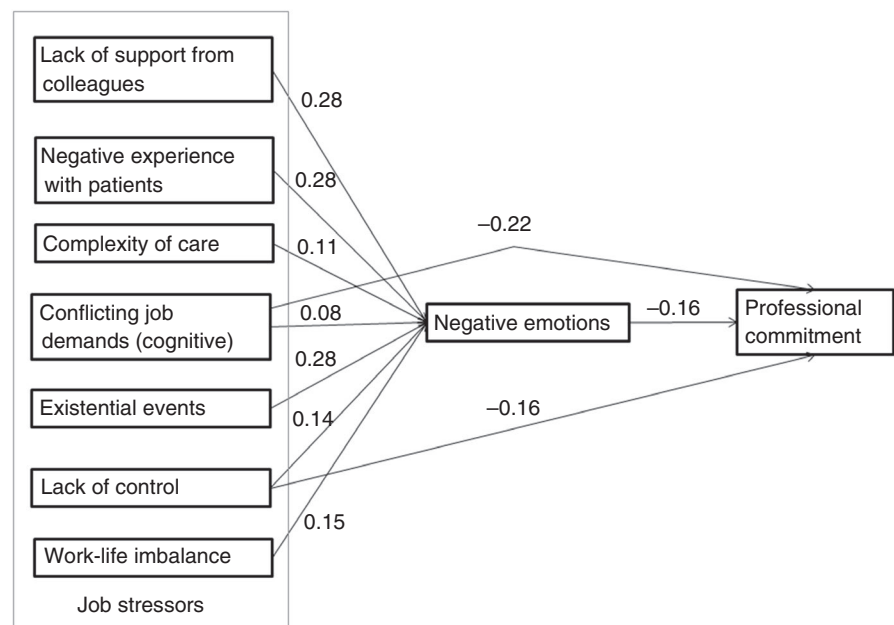 Lack of support from
colleagues
0.28
Negative experience
with patients
0.28
Complexity of care
0.11
−0.22
Conflicting job
demands (cognitive)
0.08
Negative emotions
−0.16
Professional
commitment
0.28
Existential events
0.14
−0.16
Lack of control
0.15
Work-life imbalance
Job stressors